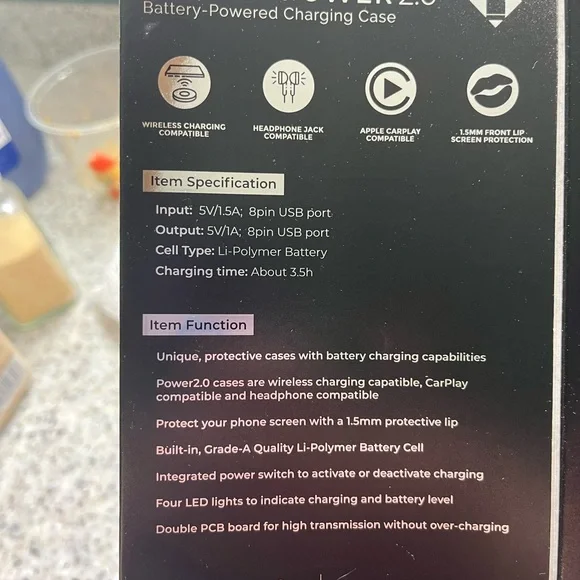 2.0
Battery-Powered Charging Case
WIRELESS CHARGING
COMPATIBLE
HEADPHONE JACK
COMPATIBLE
APPLE CARPLAY
COMPATIBLE
1.5MM FRONT LIP
SCREEN PROTECTION
Item Specification
Input: 5V/1.5A; 8pin USB port
Output: 5V/1A; 8pin USB port
Cell Type: Li-Polymer Battery
Charging time: About 3.5h
Item Function
Unique, protective cases with battery charging capabilities
Power2.0 cases are wireless charging capatible, CarPlay
compatible and headphone compatible
Protect your phone screen with a 1.5mm protective lip
Built-in, Grade-A Quality Li-Polymer Battery Cell
Integrated power switch to activate or deactivate charging
Four LED lights to indicate charging and battery level
Double PCB board for high transmission without over-charging